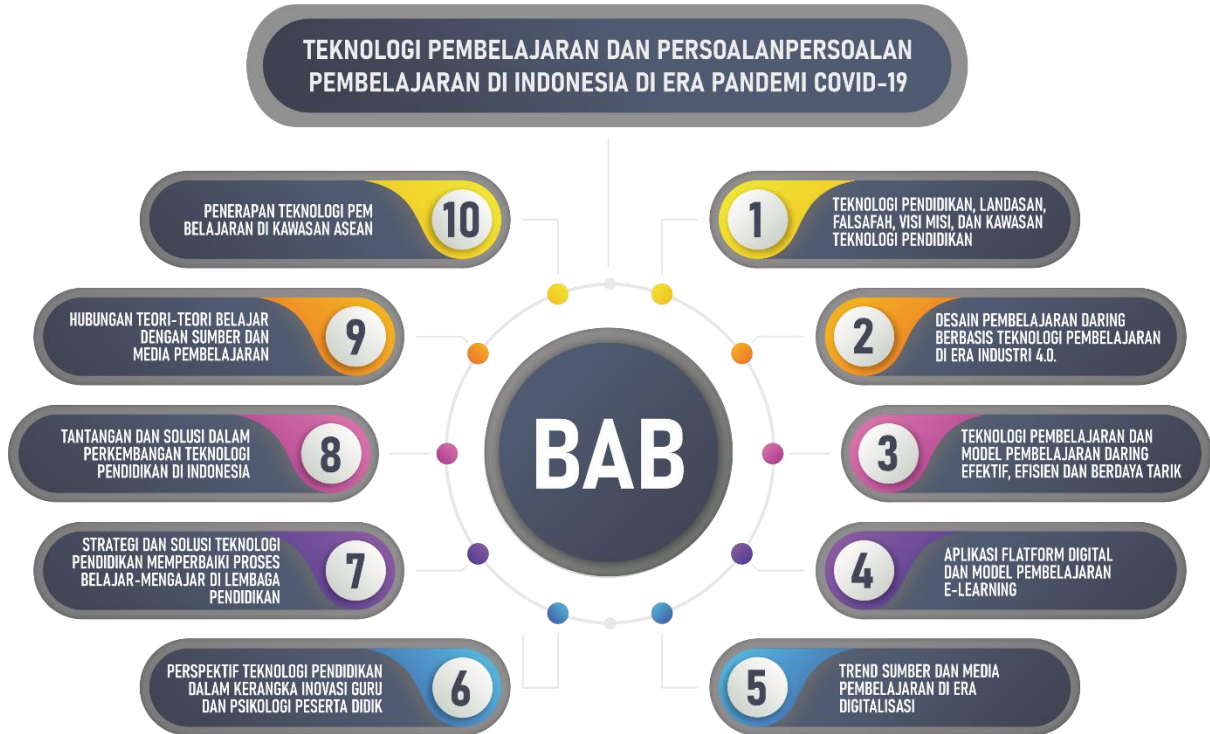 TEKNOLOGI PEMBELAJARAN DAN PERSOALANPERSOALAN
PEMBELAJARAN DI INDONESIA DI ERA PANDEMI COVID-19
BAB
1
TEKNOLOGI PENDIDIKAN, LANDASAN,
FALSAFAH, VISI MISI, DAN KAWASAN
TEKNOLOGI PENDIDIKAN
2
DESAIN PEMBELAJARAN DARING
BERBASIS TEKNOLOGI PEMBELAJARAN
DI ERA INDUSTRI 4.0.
3
TEKNOLOGI PEMBELAJARAN DAN
MODEL PEMBELAJARAN DARING
EFEKTIF, EFISIEN DAN BERDAYA TARIK
4
APLIKASI FLATFORM DIGITAL
DAN MODEL PEMBELAJARAN
E-LEARNING
5
TREND SUMBER DAN MEDIA
PEMBELAJARAN DI ERA
DIGITALISASI
6
PERSPEKTIF TEKNOLOGI PENDIDIKAN
DALAM KERANGKA INOVASI GURU
DAN PSIKOLOGI PESERTA DIDIK
7
STRATEGI DAN SOLUSI TEKNOLOGI
PENDIDIKAN MEMPERBAIKI PROSES
BELAJAR-MENGAJAR DI LEMBAGA
PENDIDIKAN
8
TANTANGAN DAN SOLUSI DALAM
PERKEMBANGAN TEKNOLOGI
PENDIDIKAN DI INDONESIA
9
HUBUNGAN TEORI-TEORI BELAJAR
DENGAN SUMBER DAN
MEDIA PEMBELAJARAN
10
PENERAPAN TEKNOLOGI PEM
BELAJARAN DI KAWASAN ASEAN